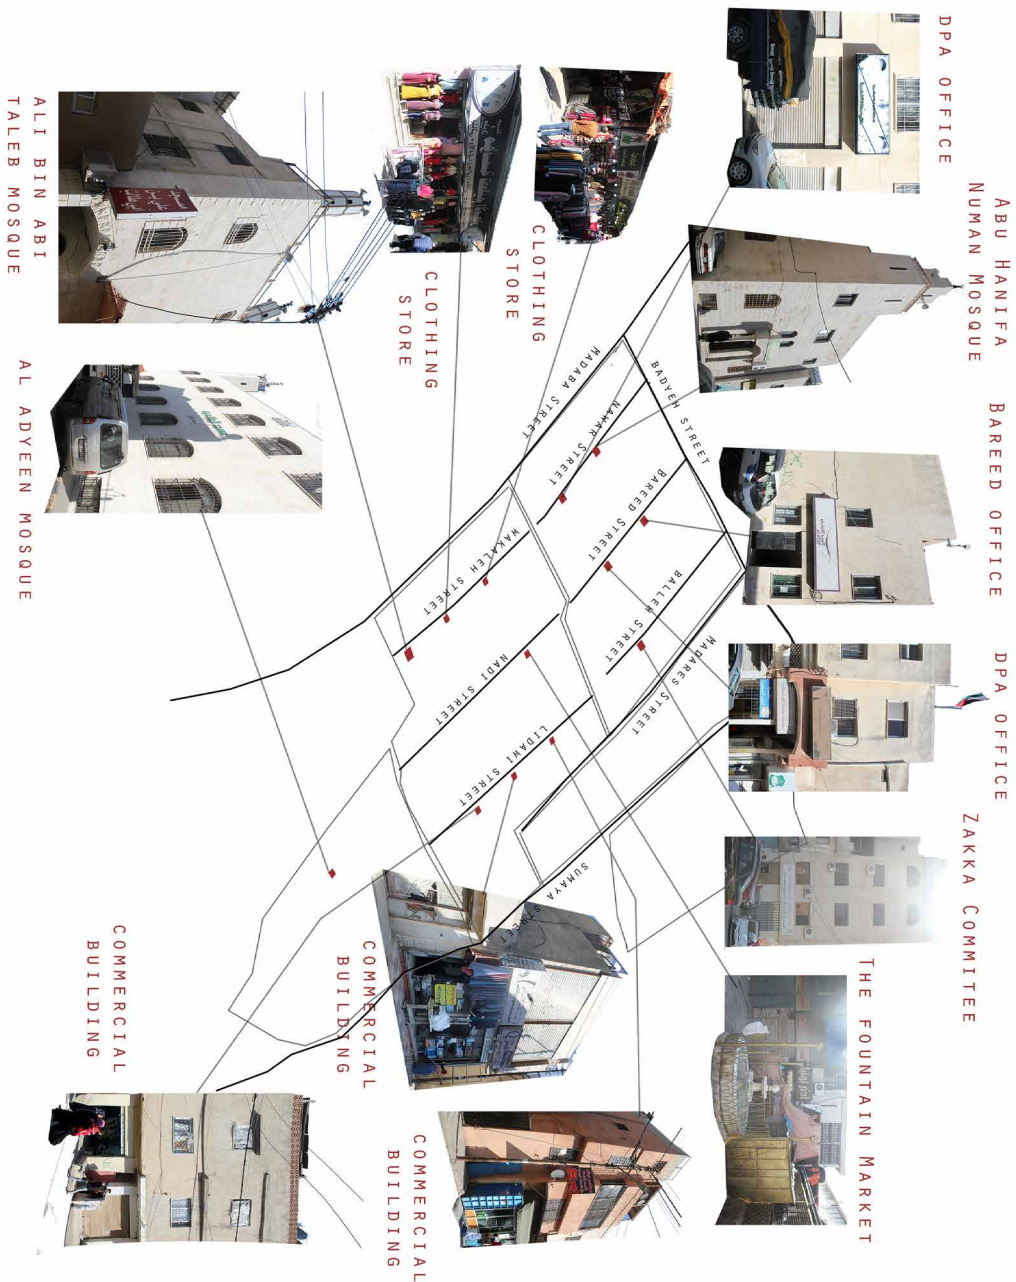 DPA OFFICE
ABU HANIFA
NUMAN MOSQUE
BAREED OFFICE
DPA OFFICE
ZAKKA COMMITTEE
THE FOUNTAIN MARKET
CLOTHING
STORE
CLOTHING
STORE
ALI BIN ABI
TALEB MOSQUE
AL ADYEEN MOSQUE
MADABA STREET
BADYEH STREET
NAWAR STREET
BAREED STREET
BALLEH STREET
MADARES STREET
WAKALEH STREET
NADI STREET
LIDAWI STREET
SUMAYA STREET
COMMERCIAL
BUILDING
COMMERCIAL
BUILDING
COMMERCIAL
BUILDING